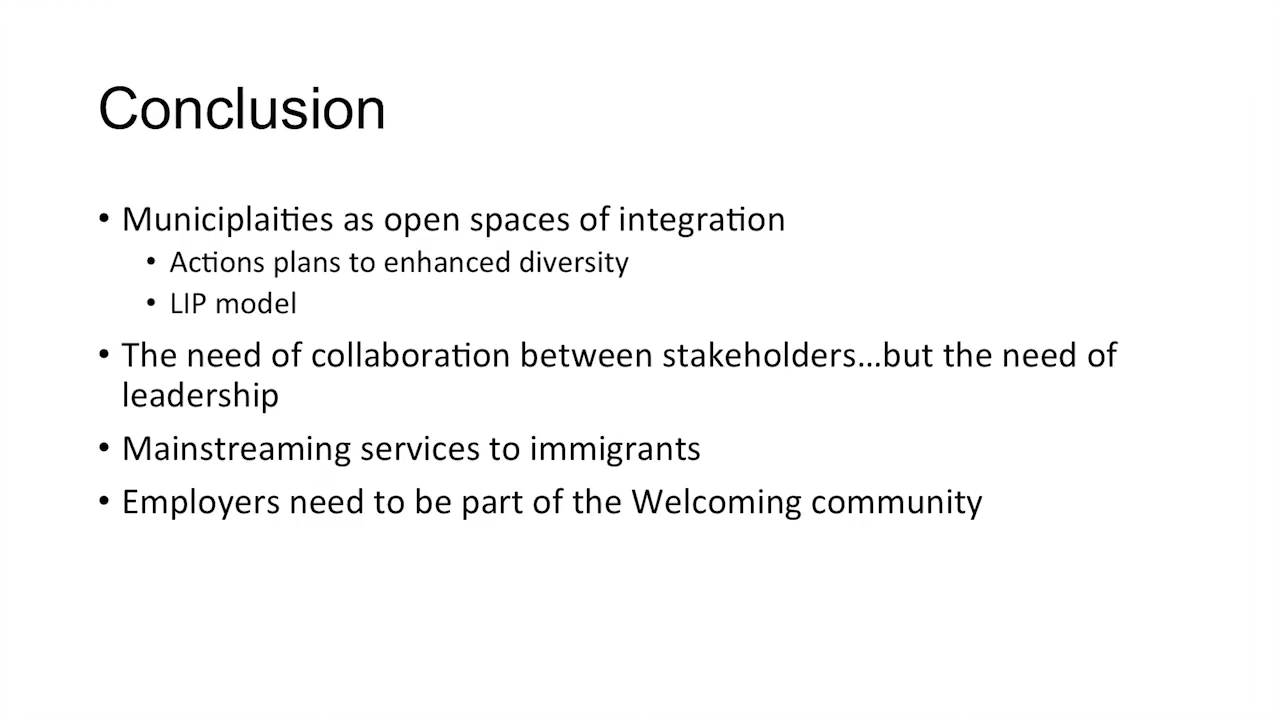 Conclusion
• Municiplaities as open spaces of integration
• Actions plans to enhanced diversity
• LIP model
• The need of collaboration between stakeholders…but the need of
leadership
• Mainstreaming services to immigrants
• Employers need to be part of the Welcoming community